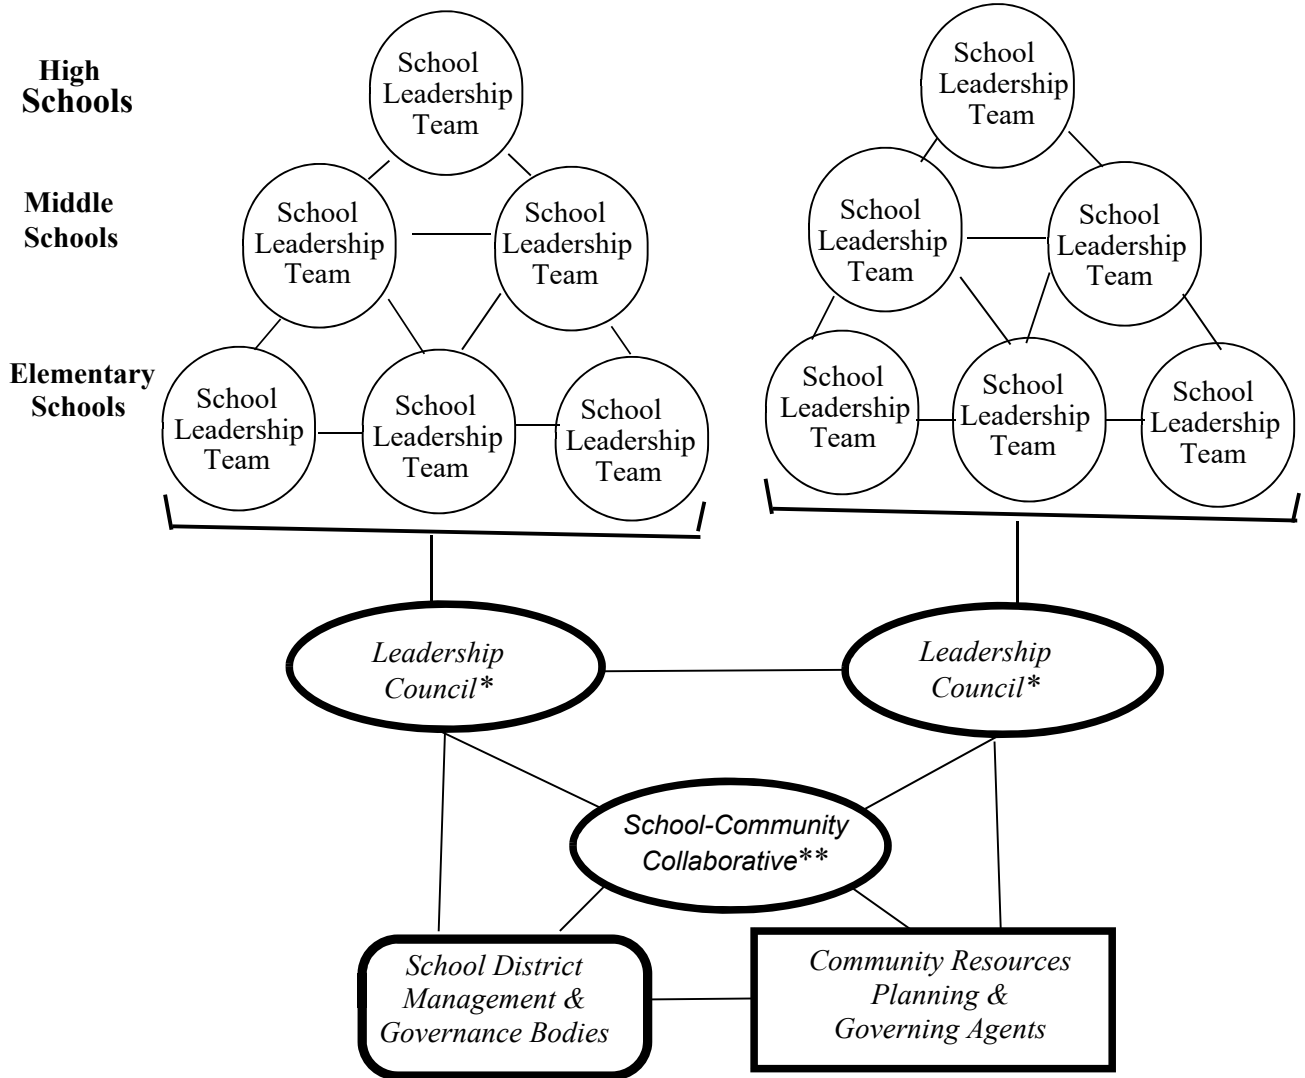 High
Schools
School
Leadership
Team
School
Leadership
Team
Middle
Schools
School
Leadership
Team
School
Leadership
Team
School
Leadership
Team
School
Leadership
Team
Elementary
Schools
School
Leadership
Team
School
Leadership
Team
School
Leadership
Team
School
Leadership
Team
School
Leadership
Team
School
Leadership
Team
Leadership
Council*
Leadership
Council*
School-Community
Collaborative**
School District
Management &
Governance Bodies
Community Resources
Planning &
Governing Agents